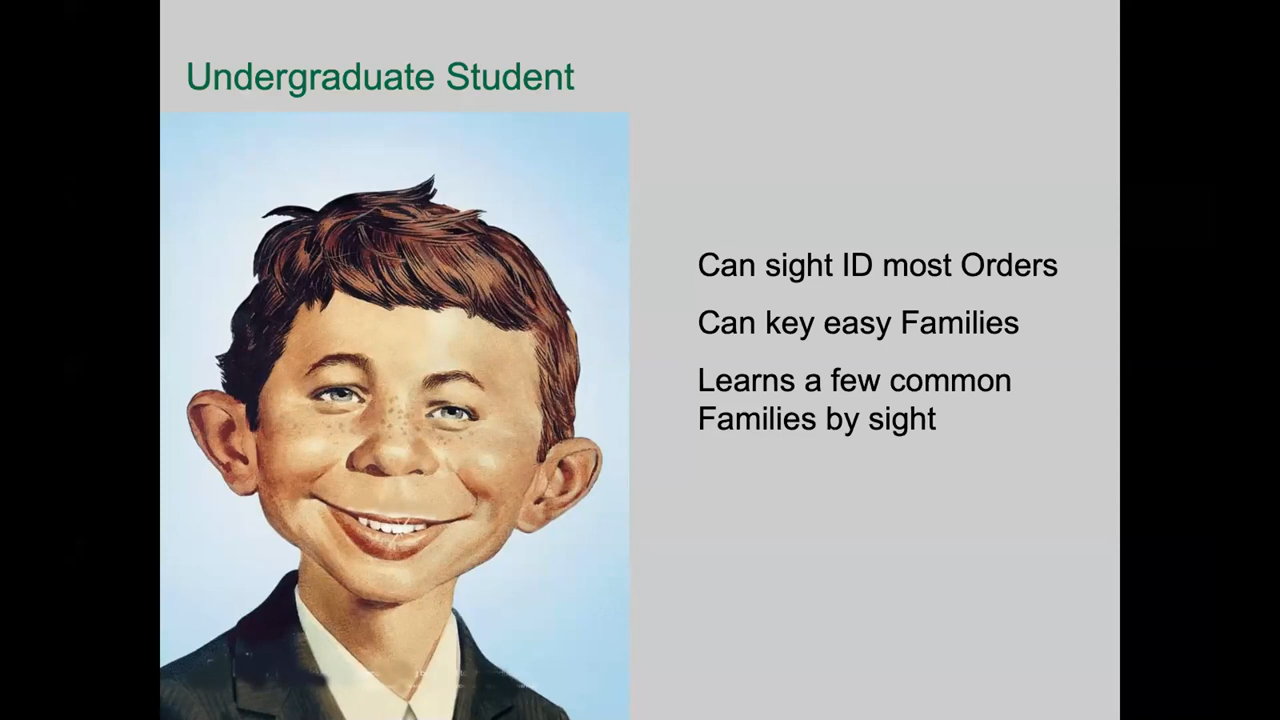 Undergraduate Student
Can sight ID most Orders
Can key easy Families
Learns a few common
Families by sight